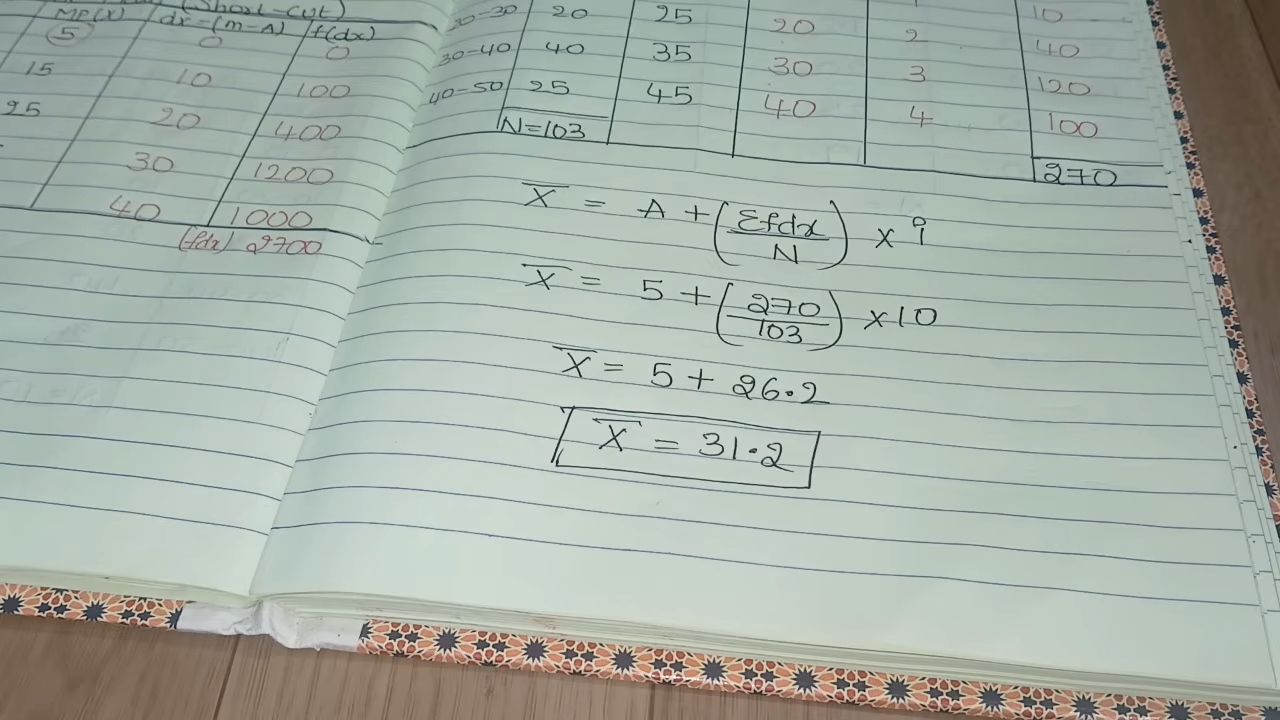 (Short-Cut)
MP(X) dx-(m-A) f(dx)
5 0 0
15 10 100
25 20 400
30 1200
40 1000
(fdx) 2700
20-30 20 25 20 2 40
30-40 40 35 30 3 120
40-50 25 45 40 4 100
N=103
270
X̅ = A + (Σfdx/N) × i
X̅ = 5 + (270/103) × 10
X̅ = 5 + 26.2
X̅ = 31.2